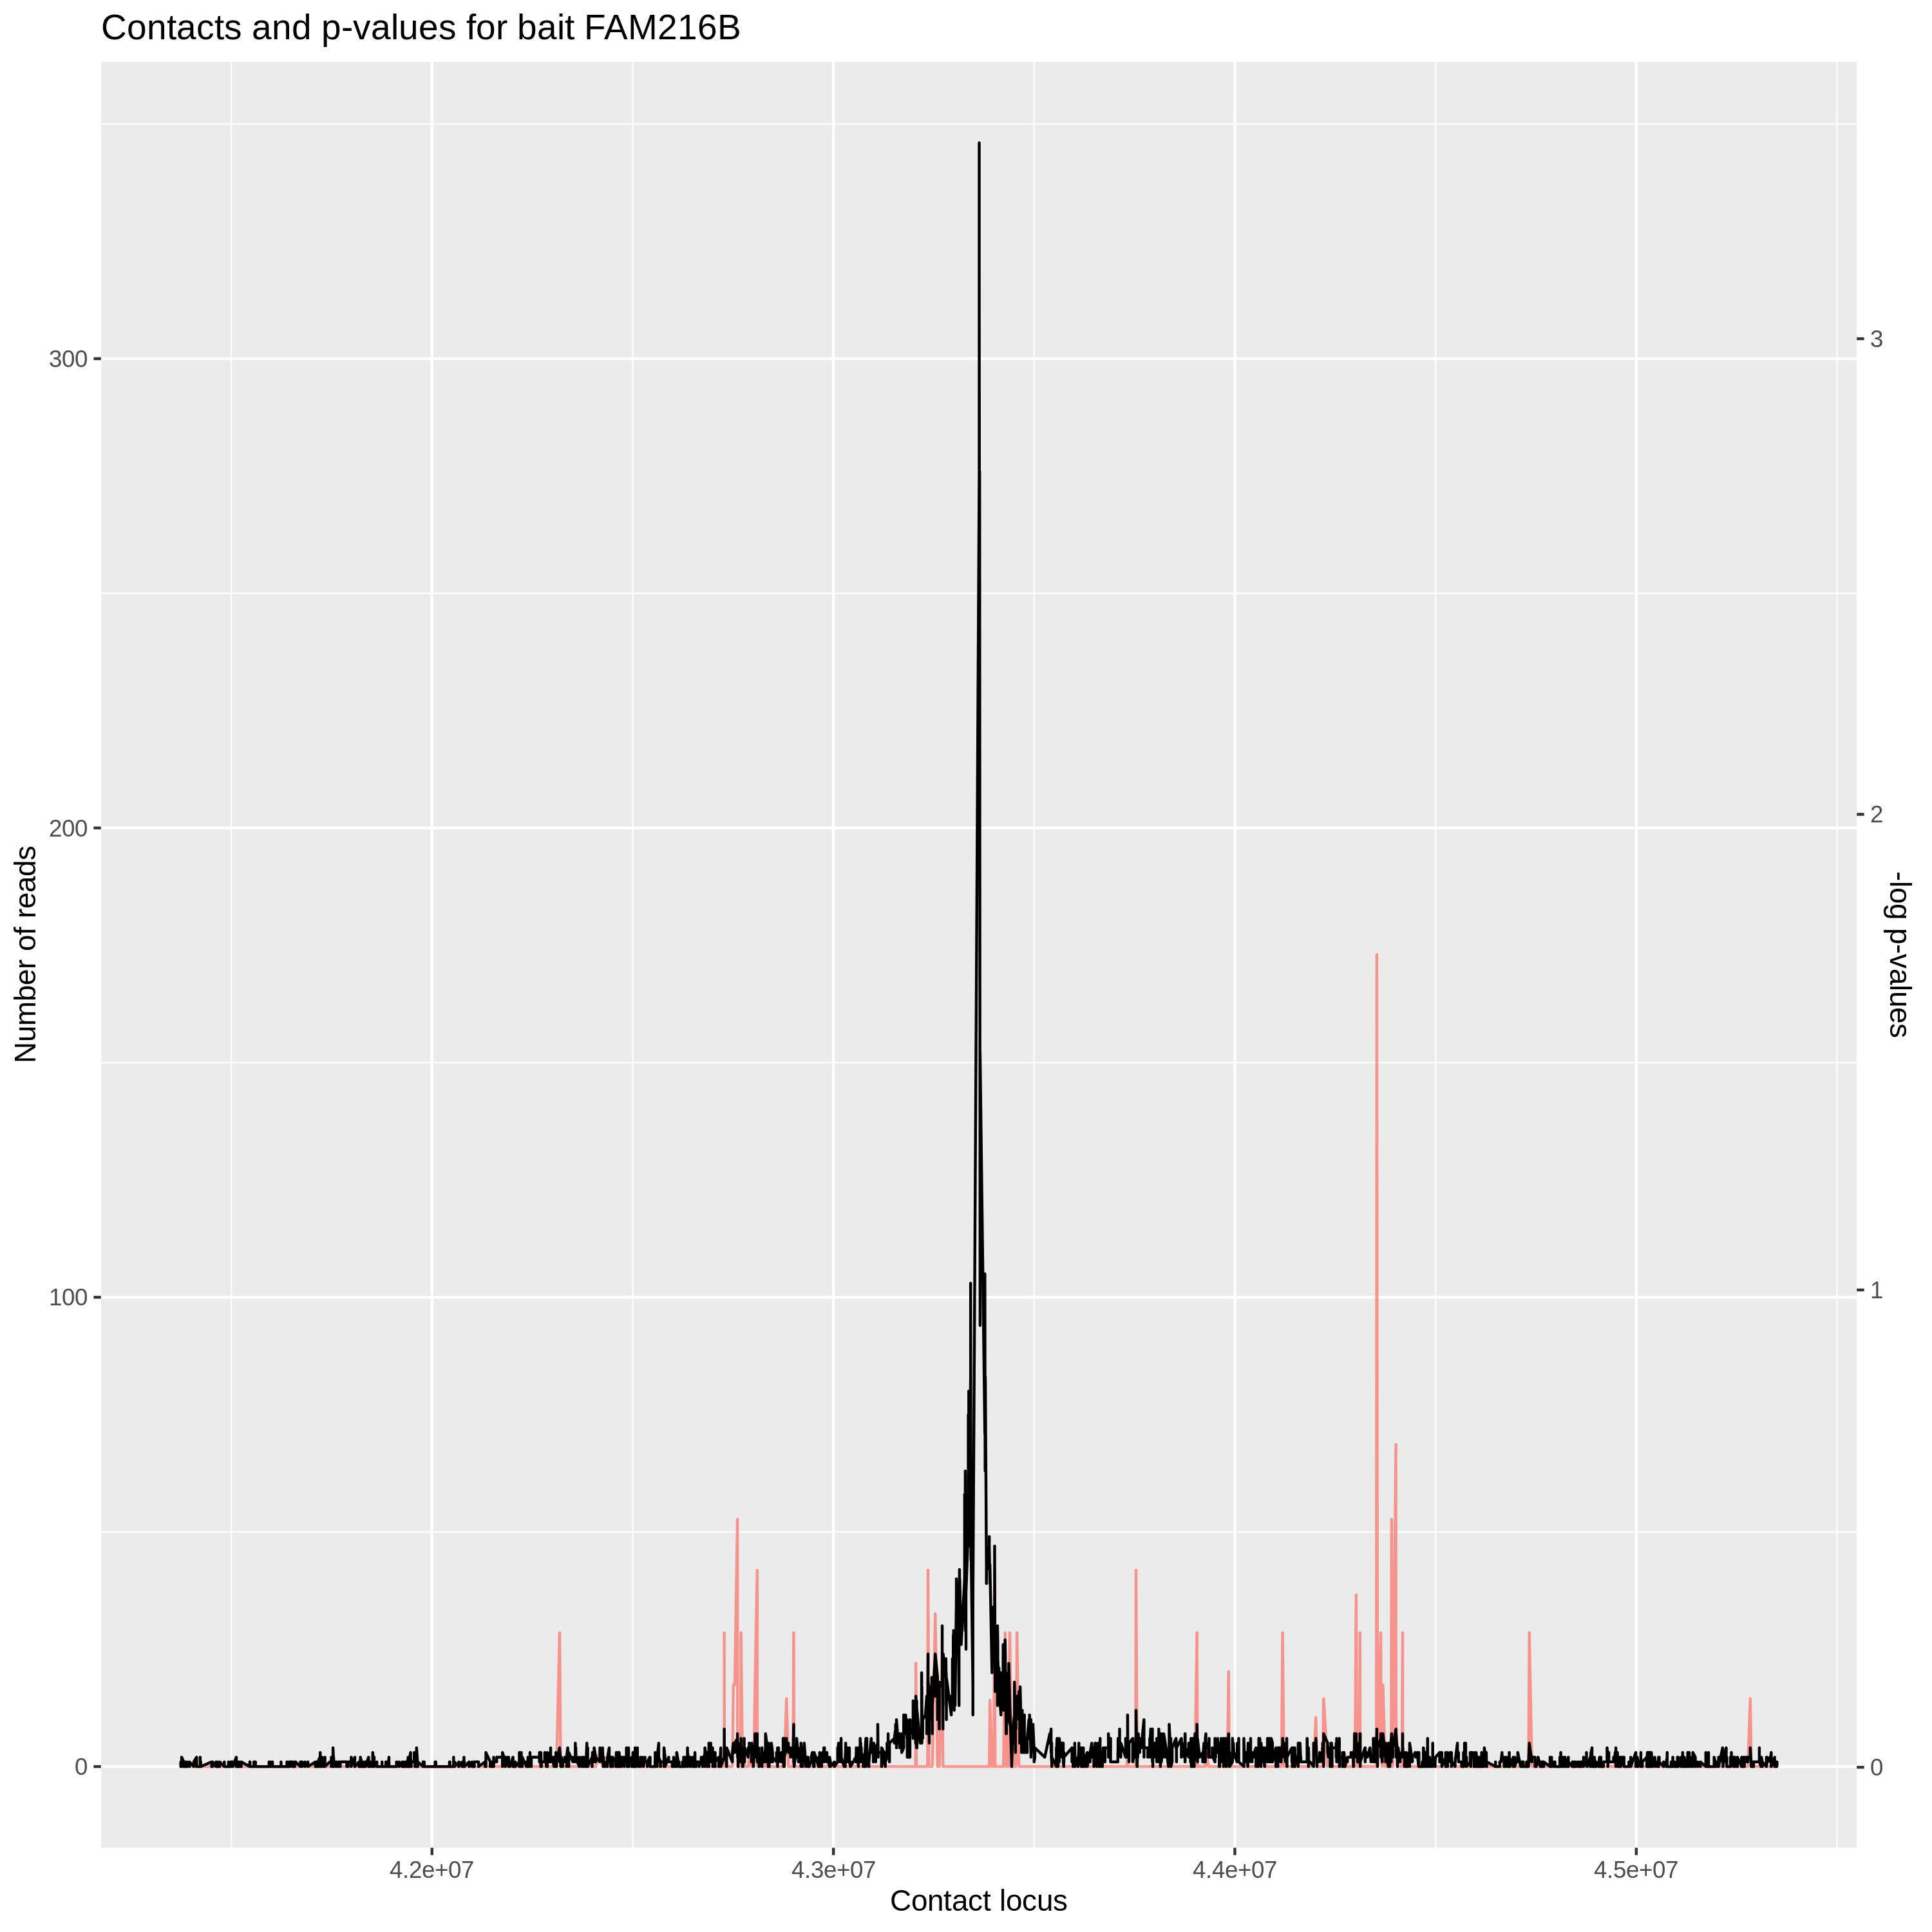 Contacts and p-values for bait FAM216B
300
200
100
0
Number of reads
3
2
1
0
-log p-values
4.2e+07 4.3e+07 4.4e+07 4.5e+07
Contact locus